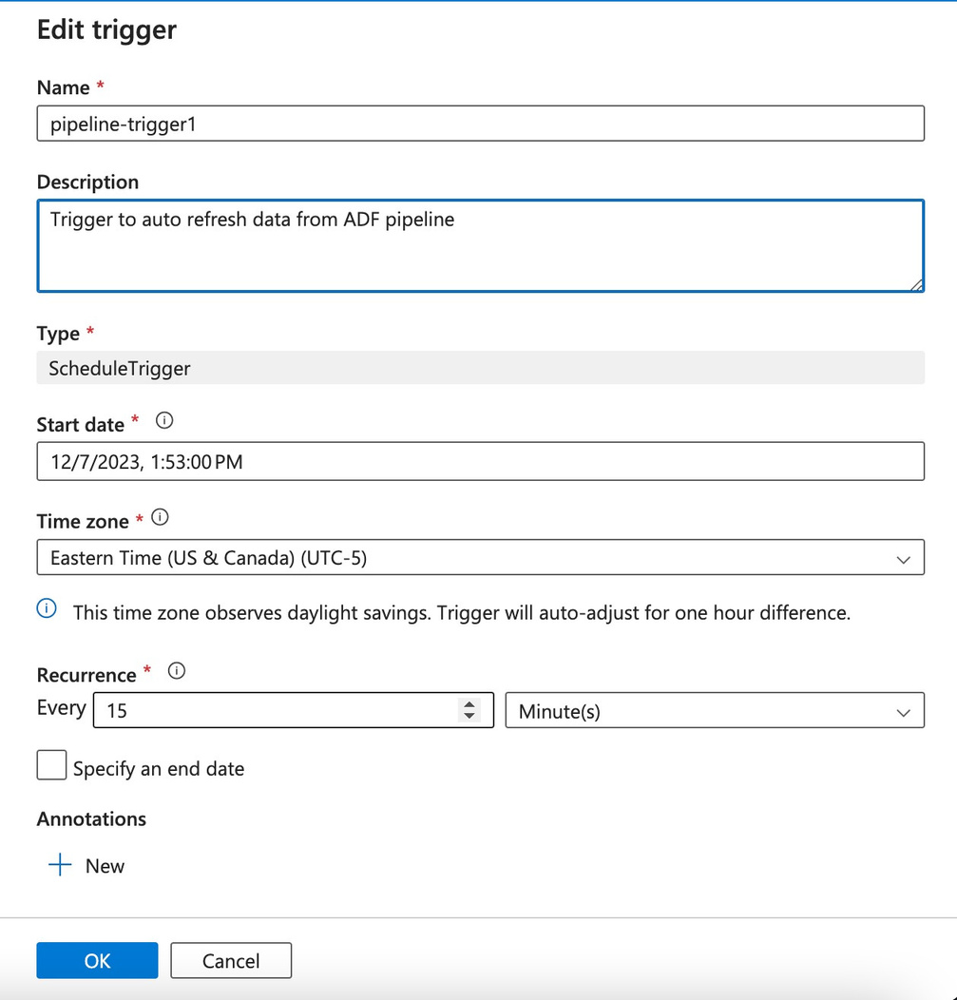 Edit trigger
Name *
pipeline-trigger1
Description
Trigger to auto refresh data from ADF pipeline
Type *
ScheduleTrigger
Start date *
12/7/2023, 1:53:00 PM
Time zone *
Eastern Time (US & Canada) (UTC-5)
This time zone observes daylight savings. Trigger will auto-adjust for one hour difference.
Recurrence *
Every 15 Minute(s)
Specify an end date
Annotations
New
OK Cancel